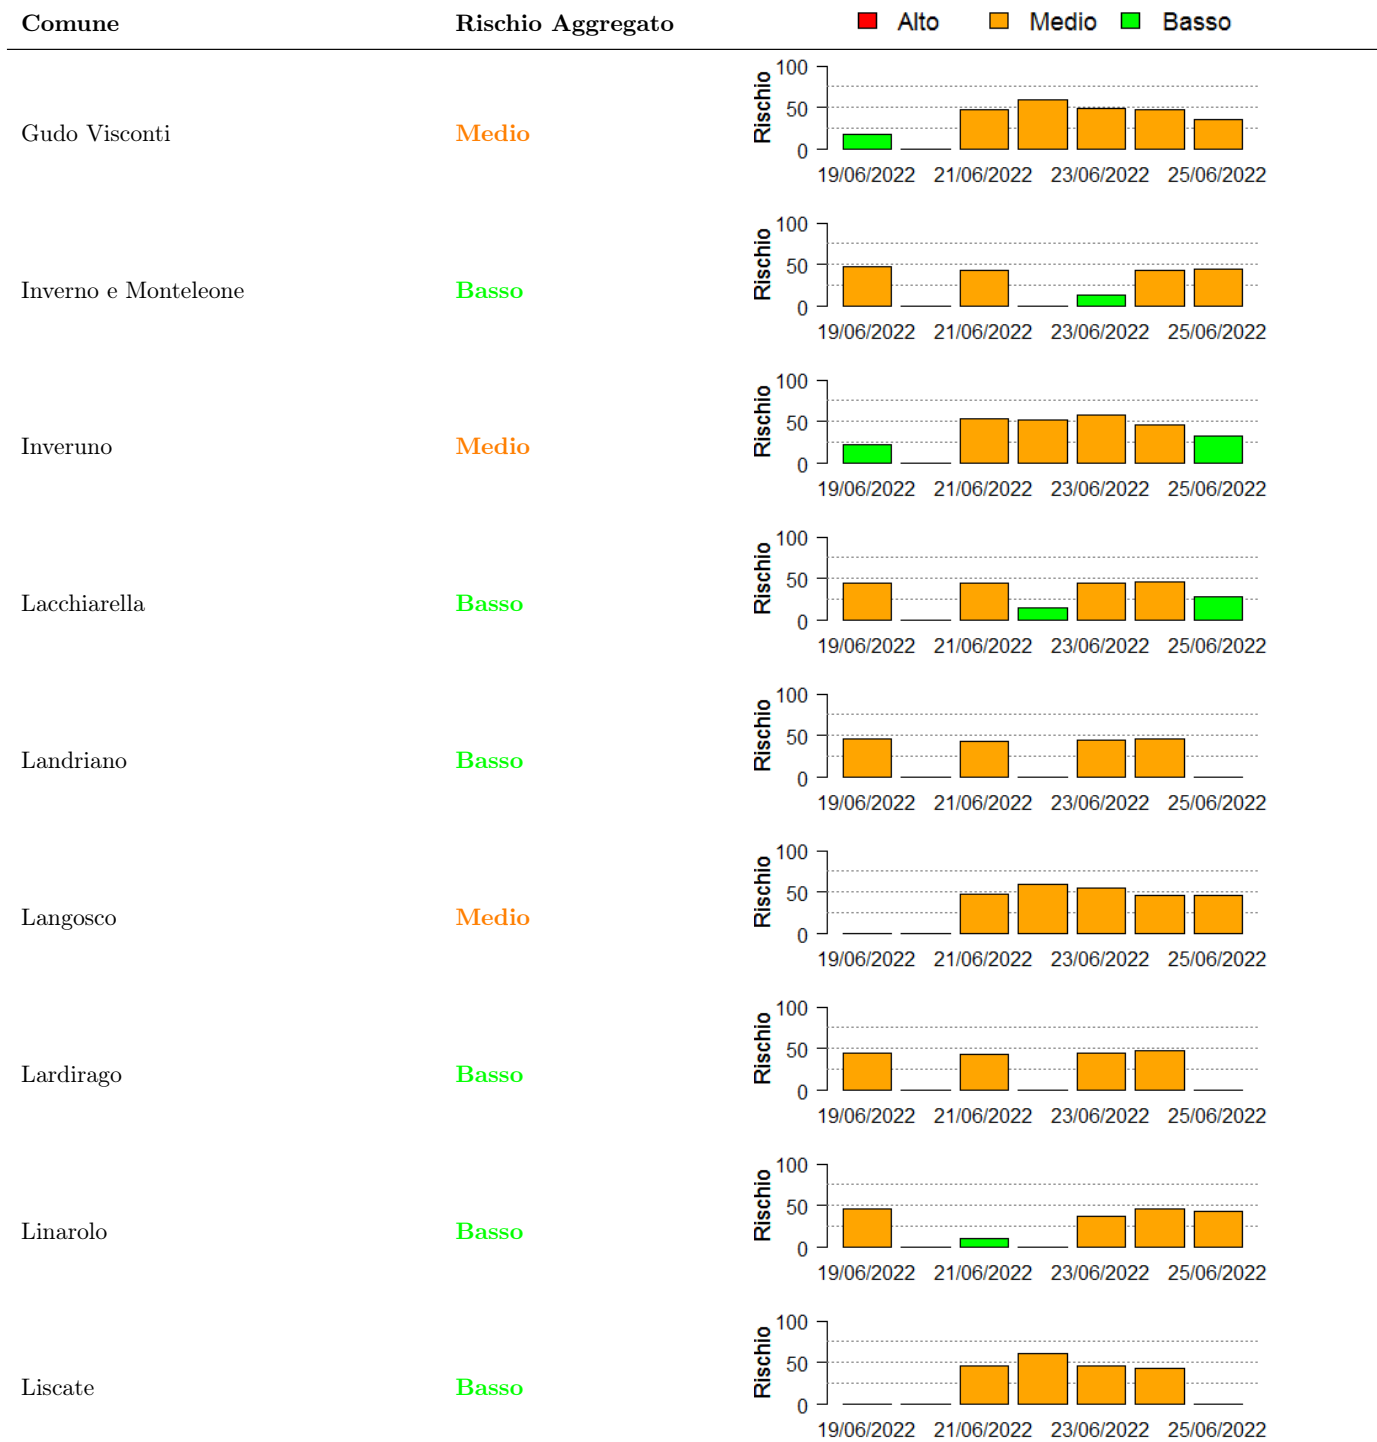 Comune Rischio Aggregato Alto Medio Basso
Gudo Visconti Medio
Rischio
100
50
0
19/06/2022 21/06/2022 23/06/2022 25/06/2022
Inverno e Monteleone Basso
Rischio
100
50
0
19/06/2022 21/06/2022 23/06/2022 25/06/2022
Inveruno Medio
Rischio
100
50
0
19/06/2022 21/06/2022 23/06/2022 25/06/2022
Lacchiarella Basso
Rischio
100
50
0
19/06/2022 21/06/2022 23/06/2022 25/06/2022
Landriano Basso
Rischio
100
50
0
19/06/2022 21/06/2022 23/06/2022 25/06/2022
Langosco Medio
Rischio
100
50
0
19/06/2022 21/06/2022 23/06/2022 25/06/2022
Lardirago Basso
Rischio
100
50
0
19/06/2022 21/06/2022 23/06/2022 25/06/2022
Linarolo Basso
Rischio
100
50
0
19/06/2022 21/06/2022 23/06/2022 25/06/2022
Liscate Basso
Rischio
100
50
0
19/06/2022 21/06/2022 23/06/2022 25/06/2022